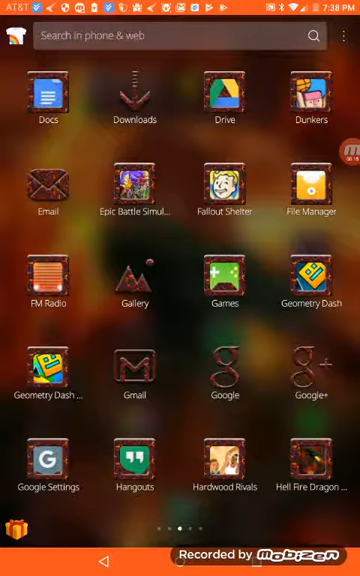 AT&T 7:38 PM
Search in phone & web
Docs Downloads Drive Dunkers
00:15
Email Epic Battle Simul... Fallout Shelter File Manager
FM Radio Gallery Games Geometry Dash
Geometry Dash ... Gmail Google Google+
Google Settings Hangouts Hardwood Rivals Hell Fire Dragon ...
Recorded by mobizen